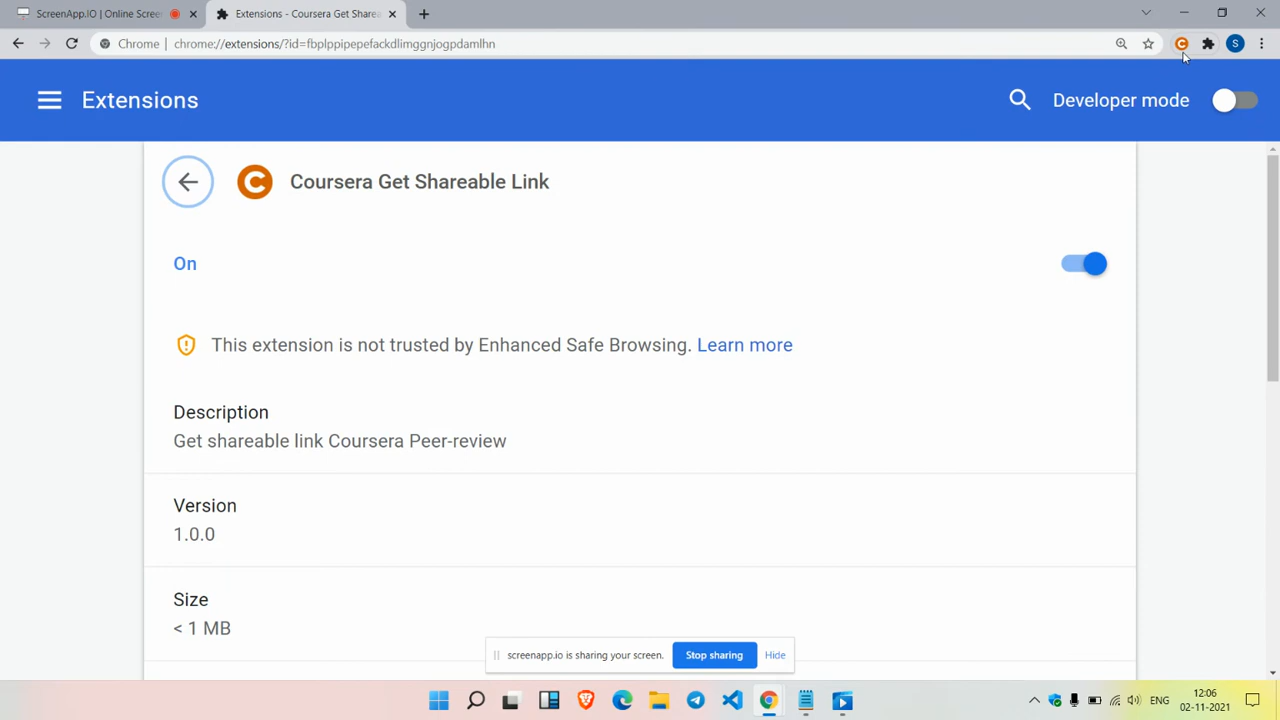 ScreenApp.IO | Online Scree
Extensions - Coursera Get Sharea
Chrome | chrome://extensions/?id=fbplppipepefackdlimggnjogpdamlhn
S
Extensions
Developer mode
C
Coursera Get Shareable Link
On
This extension is not trusted by Enhanced Safe Browsing. Learn more
Description
Get shareable link Coursera Peer-review
Version
1.0.0
Size
< 1 MB
screenapp.io is sharing your screen.
Stop sharing
Hide
ENG
12:06
02-11-2021